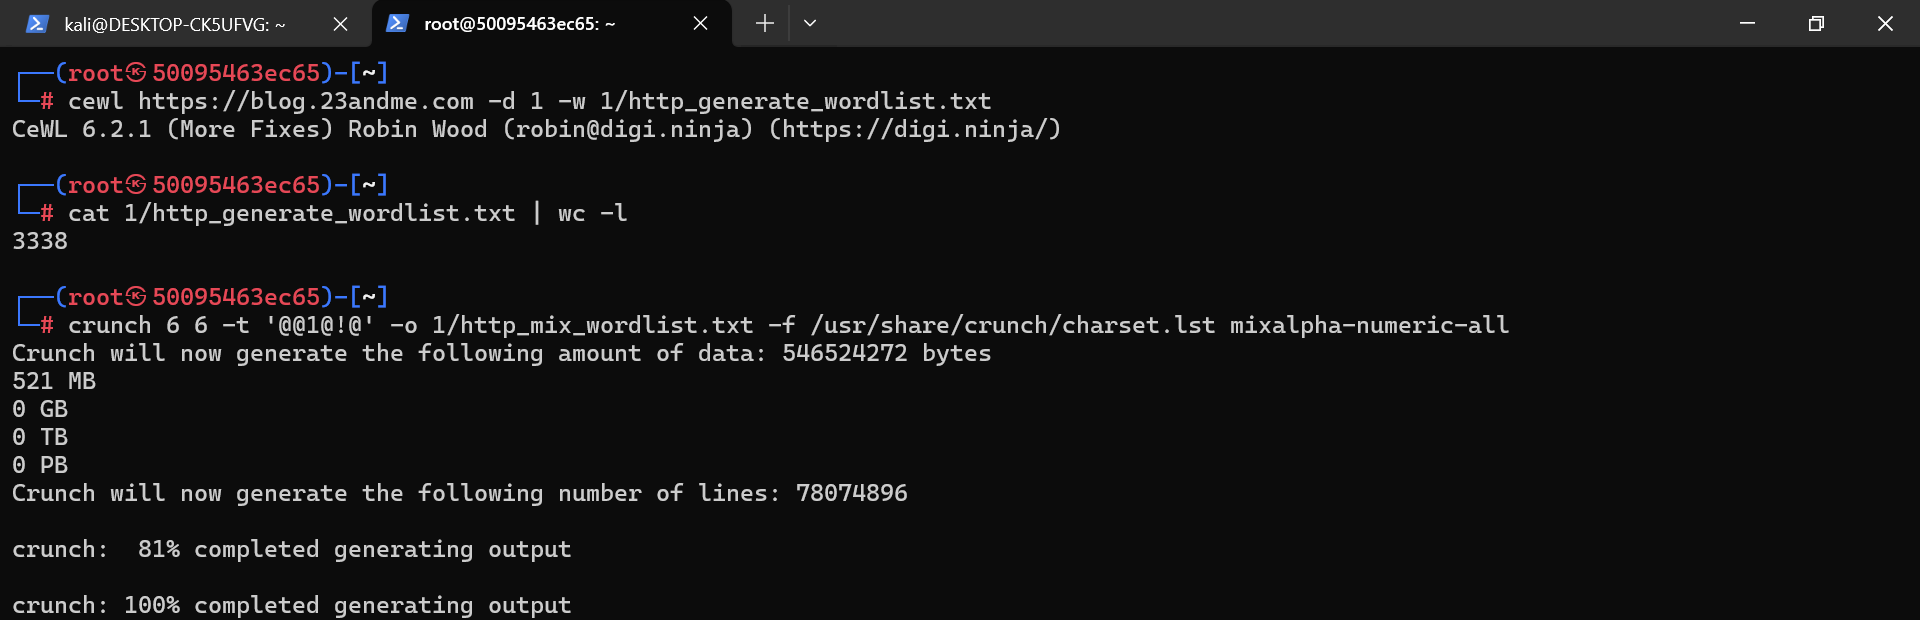 kali@DESKTOP-CK5UFVG: ~
root@50095463ec65: ~
(root㉿50095463ec65)-[~]
# cewl https://blog.23andme.com -d 1 -w 1/http_generate_wordlist.txt
CeWL 6.2.1 (More Fixes) Robin Wood (robin@digi.ninja) (https://digi.ninja/)
(root㉿50095463ec65)-[~]
# cat 1/http_generate_wordlist.txt | wc -l
3338
(root㉿50095463ec65)-[~]
# crunch 6 6 -t '@@1@!@' -o 1/http_mix_wordlist.txt -f /usr/share/crunch/charset.lst mixalpha-numeric-all
Crunch will now generate the following amount of data: 546524272 bytes
521 MB
0 GB
0 TB
0 PB
Crunch will now generate the following number of lines: 78074896
crunch:  81% completed generating output
crunch: 100% completed generating output